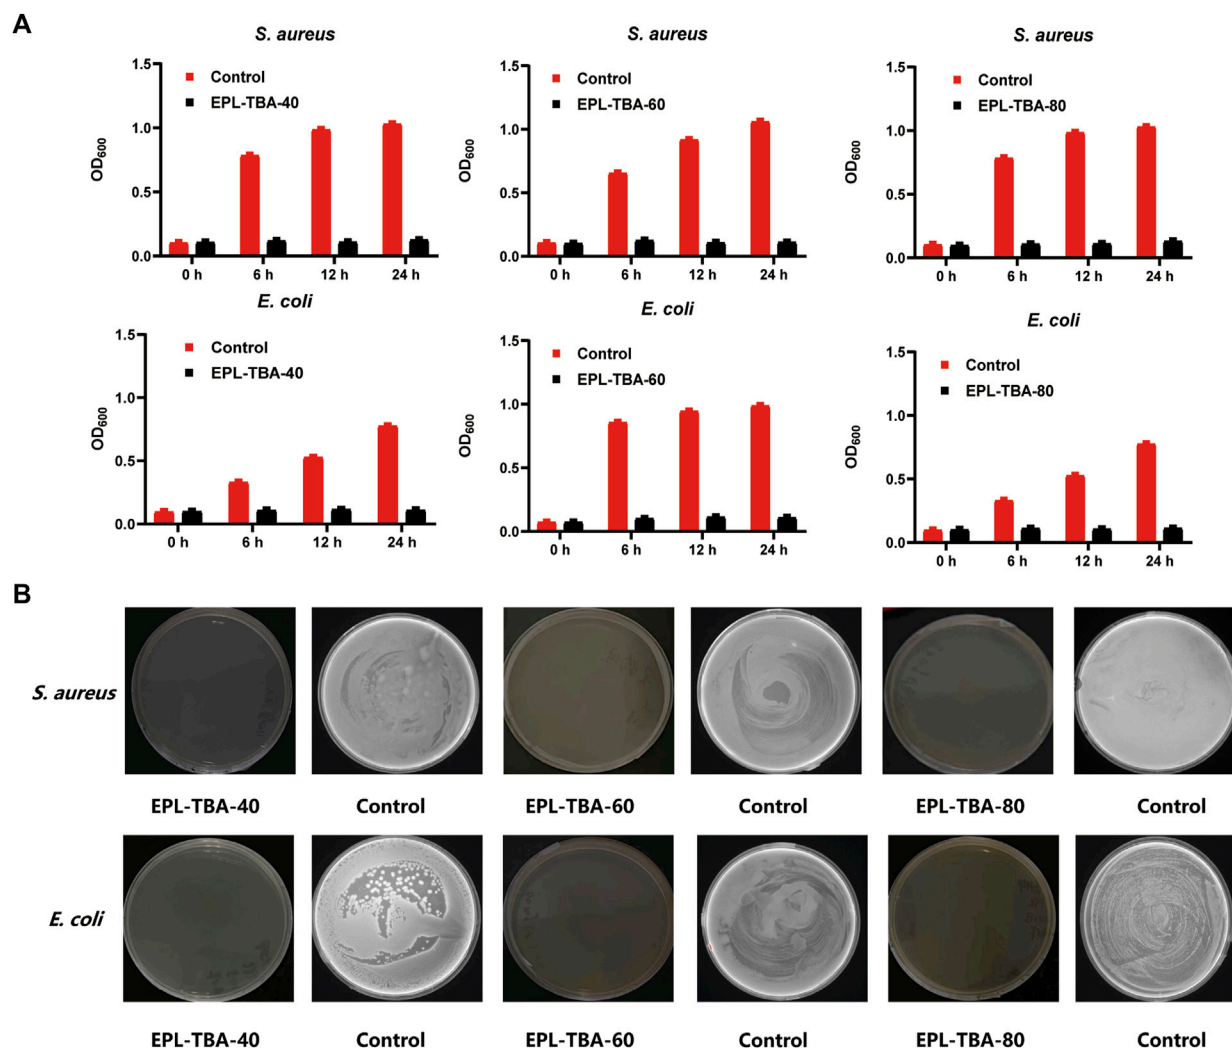 A
S. aureus
S. aureus
S. aureus
1.5
1.0
0.5
0.0
OD600
Control
EPL-TBA-40
0 h
6 h
12 h
24 h
1.5
1.0
0.5
0.0
OD600
Control
EPL-TBA-60
0 h
6 h
12 h
24 h
1.5
1.0
0.5
0.0
OD600
Control
EPL-TBA-80
0 h
6 h
12 h
24 h
E. coli
E. coli
E. coli
1.5
1.0
0.5
0.0
OD600
Control
EPL-TBA-40
0 h
6 h
12 h
24 h
1.5
1.0
0.5
0.0
OD600
Control
EPL-TBA-60
0 h
6 h
12 h
24 h
1.5
1.0
0.5
0.0
OD600
Control
EPL-TBA-80
0 h
6 h
12 h
24 h
B
S. aureus
EPL-TBA-40
Control
EPL-TBA-60
Control
EPL-TBA-80
Control
E. coli
EPL-TBA-40
Control
EPL-TBA-60
Control
EPL-TBA-80
Control